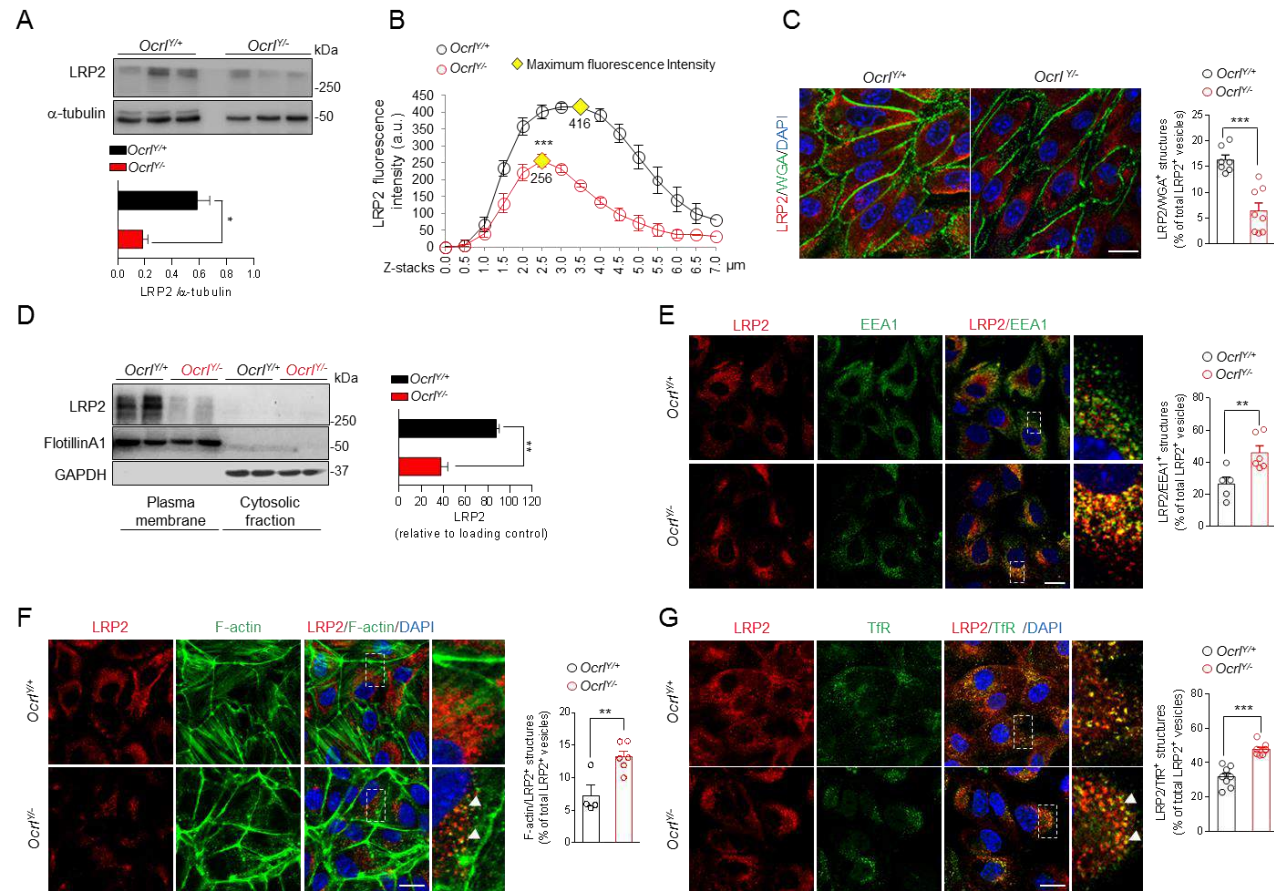 A
Ocrl^Y/+ Ocrl^Y/-
kDa
LRP2
-250
α-tubulin
-50
Ocrl^Y/+
Ocrl^Y/-
*
0.0 0.2 0.4 0.6 0.8 1.0
LRP2 /α-tubulin
B
Ocrl^Y/+
Ocrl^Y/-
Maximum fluorescence Intensity
LRP2 fluorescence
intensity (a.u.)
450
400
350
300
250
200
150
100
50
0
416
***
256
Z-stacks
0.0 0.5 1.0 1.5 2.0 2.5 3.0 3.5 4.0 4.5 5.0 5.5 6.0 6.5 7.0
μm
C
Ocrl^Y/+ Ocrl ^Y/-
LRP2/WGA/DAPI
Ocrl^Y/+
Ocrl^Y/-
LRP2/WGA⁺ structures
(% of total LRP2⁺ vesicles)
25
20
15
10
5
0
***
D
Ocrl^Y/+ Ocrl^Y/- Ocrl^Y/+ Ocrl^Y/-
kDa
LRP2
-250
FlotillinA1
-50
GAPDH
-37
Plasma
membrane
Cytosolic
fraction
Ocrl^Y/+
Ocrl^Y/-
**
0 20 40 60 80 100 120
LRP2
(relative to loading control)
E
LRP2 EEA1 LRP2/EEA1
Ocrl^Y/+
Ocrl^Y/-
Ocrl^Y/+
Ocrl^Y/-
LRP2/EEA1⁺ structures
(% of total LRP2⁺ vesicles)
80
60
40
20
0
**
F
LRP2 F-actin LRP2/F-actin/DAPI
Ocrl^Y/+
Ocrl^Y/-
Ocrl^Y/+
Ocrl^Y/-
F-actin/LRP2⁺ structures
(% of total LRP2⁺ vesicles)
20
15
10
5
0
**
G
LRP2 TfR LRP2/TfR /DAPI
Ocrl^Y/+
Ocrl^Y/-
Ocrl^Y/+
Ocrl^Y/-
LRP2/TfR⁺ structures
(% of total LRP2⁺ vesicles)
100
80
60
40
20
0
***